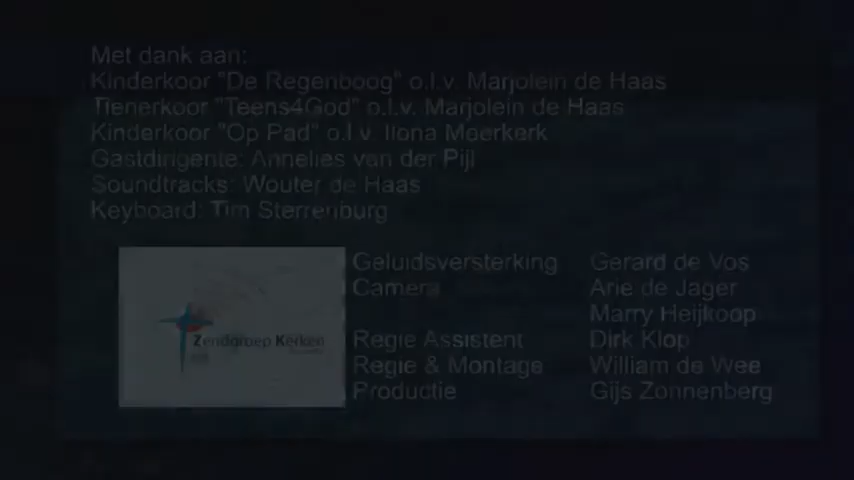 Met dank aan:
Kinderkoor "De Regenboog" o.l.v. Marjolein de Haas
Tienerkoor "Teens4God" o.l.v. Marjolein de Haas
Kinderkoor "Op Pad" o.l.v. Ilona Meerkerk
Gastdirigente: Annelies van der Pijl
Soundtracks: Wouter de Haas
Keyboard: Tim Sterrenburg
Zendgroep Kerken
Geluidsversterking Gerard de Vos
Camera Arie de Jager
Marry Heijkoop
Regie Assistent Dirk Klop
Regie & Montage William de Wee
Productie Gijs Zonnenberg